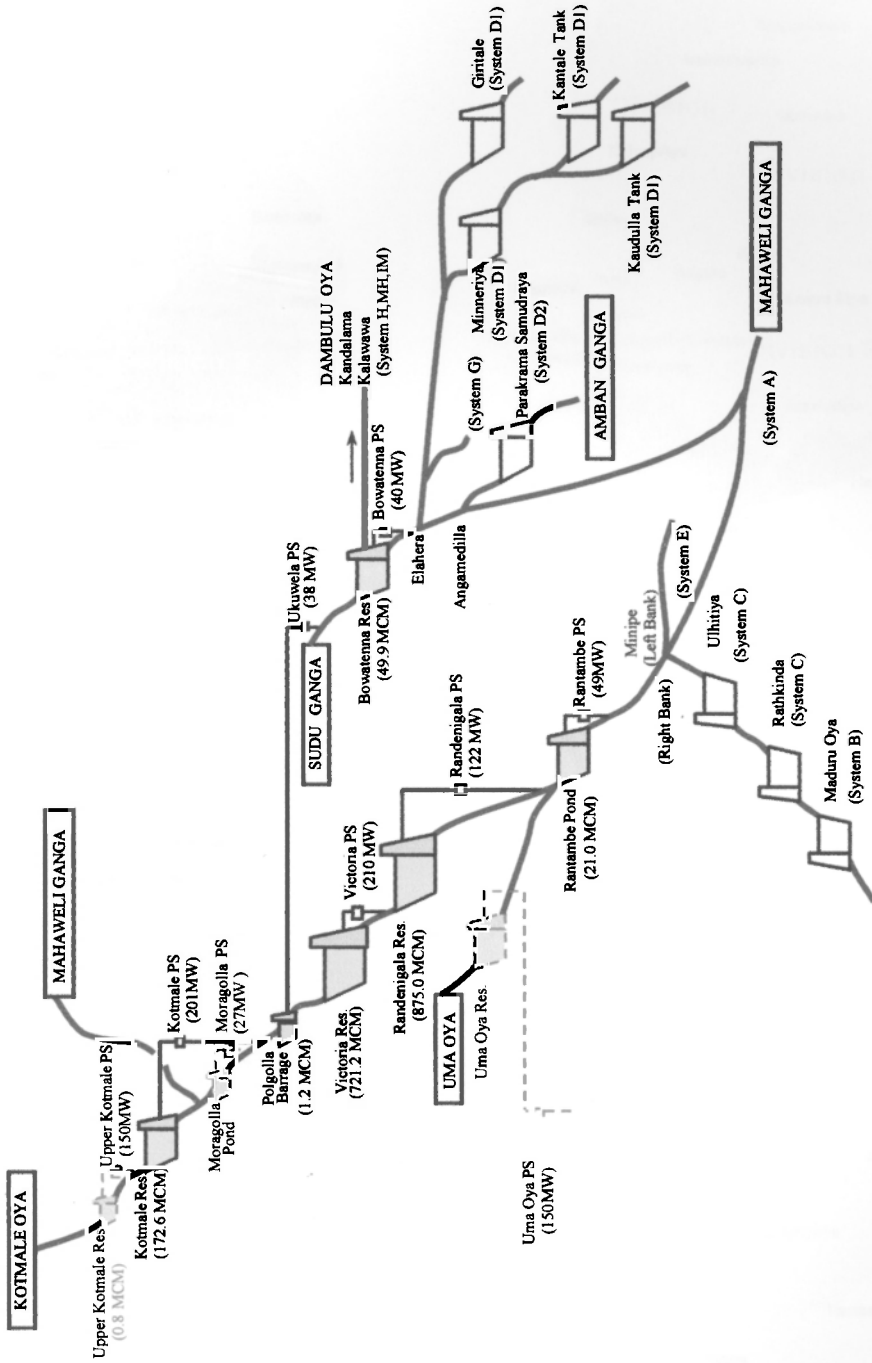 KOTMALE OYA
Upper Kotmale Res
(0.8 MCM)
Upper Kotmale PS
(150MW)
Kotmale Res
(172.6 MCM)
MAHAWELI GANGA
Kotmale PS
(201MW)
Moragolla PS
(27MW )
Moragolla
Pond
Polgolla
Barrage
(1.2 MCM)
Victoria Res.
(721.2 MCM)
Victoria PS
(210 MW)
Randenigala Res.
(875.0 MCM)
Randenigala PS
(122 MW)
UMA OYA
Uma Oya Res.
Uma Oya PS
(150MW)
Rantambe Pond
(21.0 MCM)
Rantambe PS
(49MW)
SUDU GANGA
Ukuwela PS
(38 MW)
Bowatenna Res
(49.9 MCM)
Bowatenna PS
(40 MW)
DAMBULU OYA
Kandalama
Kalawawa
(System H,MH,IM)
Elahera
Angamedilla
(System G)
Parakrama Samudraya
(System D2)
AMBAN GANGA
Minneriya
(System D1)
Giritale
(System D1)
Kantale Tank
(System D1)
Kaudulla Tank
(System D1)
Minipe
(Left Bank)
(Right Bank)
(System E)
Ulhitiya
(System C)
Rathkinda
(System C)
Maduru Oya
(System B)
(System A)
MAHAWELI GANGA